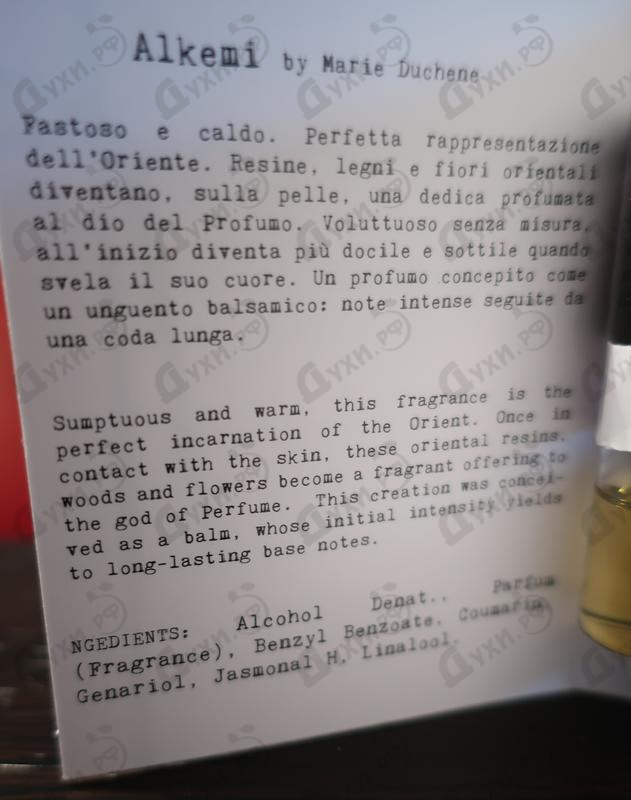 Alkemi by Marie Duchene
Pastoso e caldo. Perfetta rappresentazione
dell'Oriente. Resine, legni e fiori orientali
diventano, sulla pelle, una dedica profumata
al dio del Profumo. Voluttuoso senza misura,
all'inizio diventa più docile e sottile quando
svela il suo cuore. Un profumo concepito come
un unguento balsamico: note intense seguite da
una coda lunga.
Sumptuous and warm, this fragrance is the
perfect incarnation of the Orient. Once in
contact with the skin, these oriental resins,
woods and flowers become a fragrant offering to
the god of Perfume. This creation was concei-
ved as a balm, whose initial intensity yields
to long-lasting base notes.
NGEDIENTS: Alcohol Denat.. Parfum
(Fragrance), Benzyl Benzoate, Coumarin,
Genariol, Jasmonal H, Linalool.